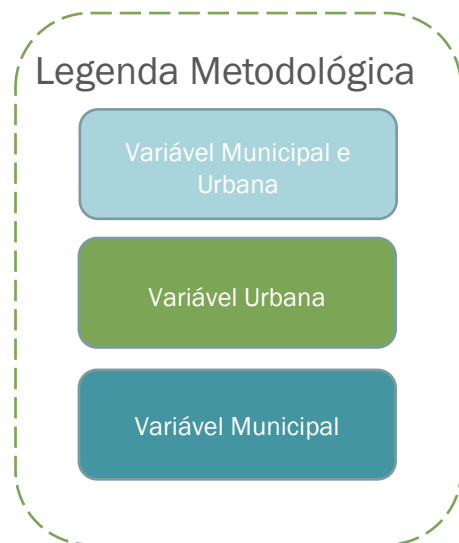 Legenda Metodológica
Variável Municipal e
Urbana
Variável Urbana
Variável Municipal